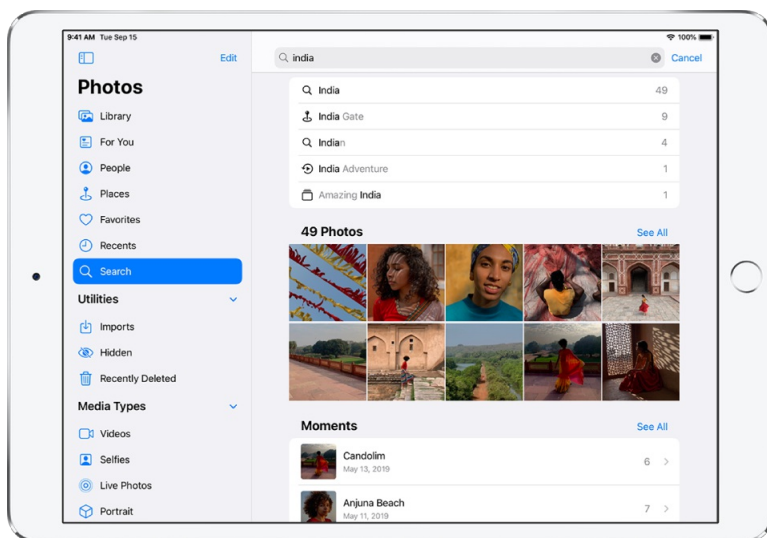 9:41 AM Tue Sep 15
100%
Edit
india
Cancel
Photos
Library
For You
People
Places
Favorites
Recents
Search
Utilities
Imports
Hidden
Recently Deleted
Media Types
Videos
Selfies
Live Photos
Portrait
India 49
India Gate 9
Indian 4
India Adventure 1
Amazing India 1
49 Photos See All
Moments See All
Candolim
May 13, 2019
6
Anjuna Beach
May 11, 2019
7